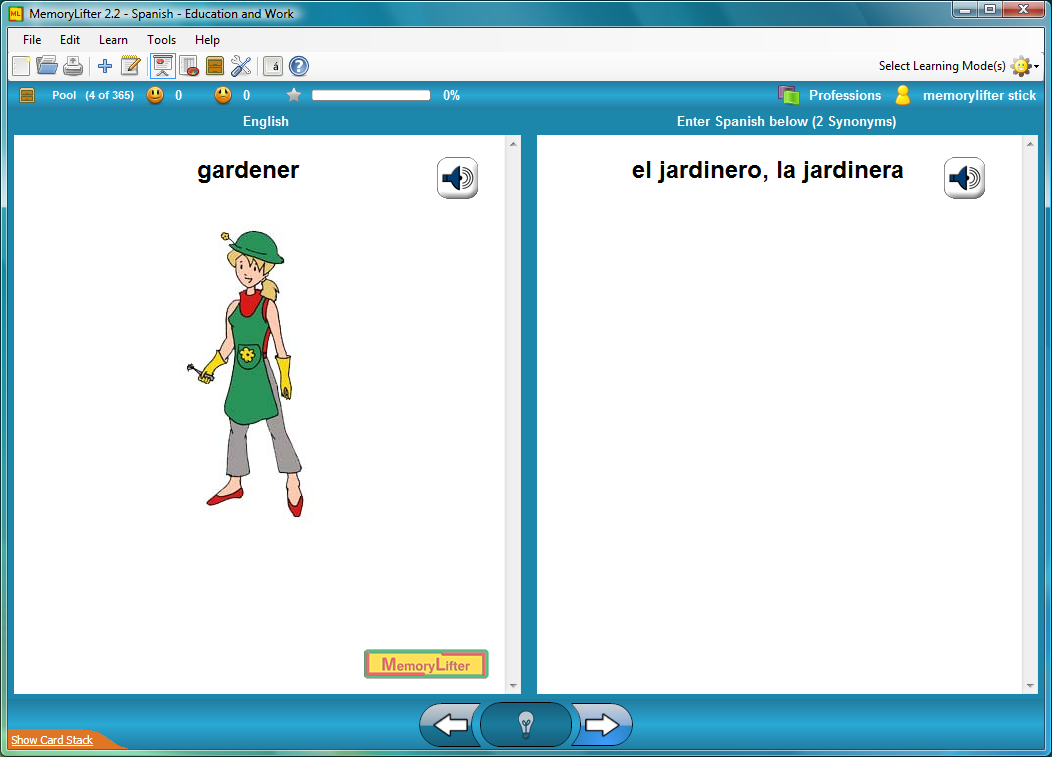 MemoryLifter 2.2 - Spanish - Education and Work
File Edit Learn Tools Help
á
Select Learning Mode(s)
Pool (4 of 365) 0 0 0% Professions memorylifter stick
English
Enter Spanish below (2 Synonyms)
gardener
el jardinero, la jardinera
MemoryLifter
Show Card Stack